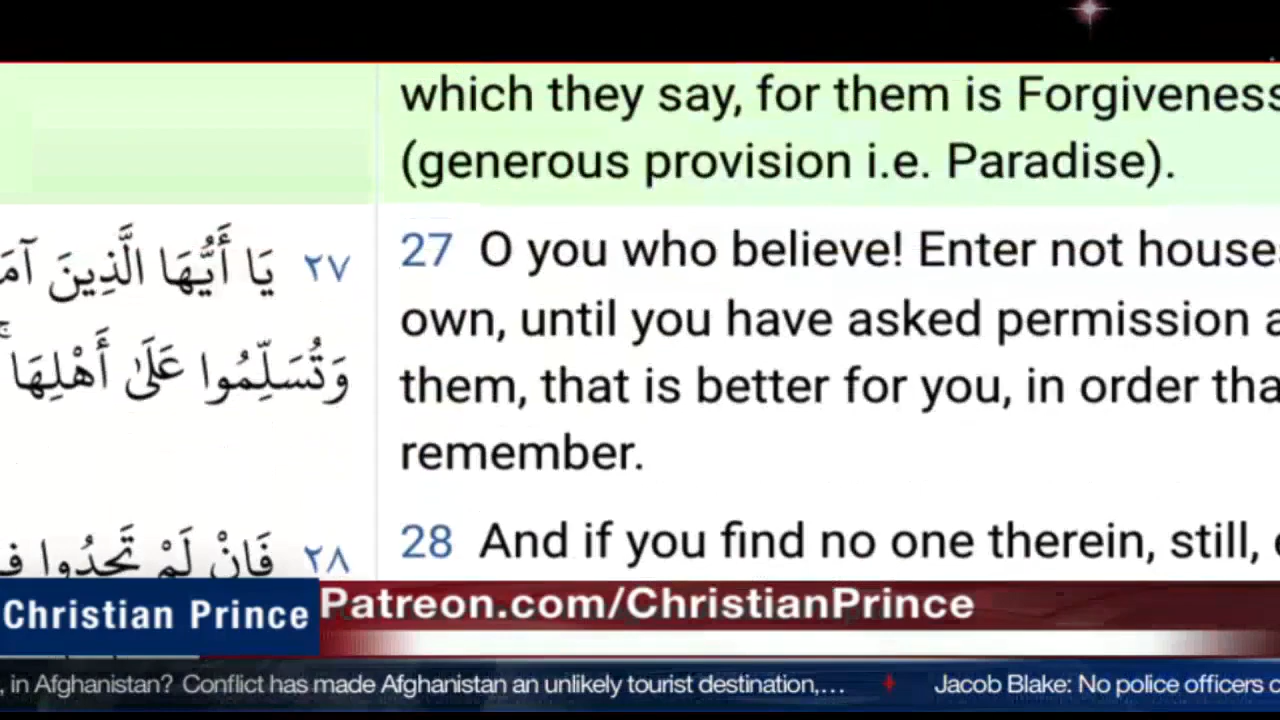 which they say, for them is Forgiveness
(generous provision i.e. Paradise).
٢٧ يَا أَيُّهَا الَّذِينَ
27 O you who believe! Enter not
own, until you have asked permission
وَتُسَلِّمُوا عَلَىٰ أَهْلِهَا
them, that is better for you, in order
remember.
٢٨ فَإِنْ لَمْ تَجِدُوا
28 And if you find no one therein, still,
Christian Prince
Patreon.com/ChristianPrince
, in Afghanistan? Conflict has made Afghanistan an unlikely tourist destination,…
Jacob Blake: No police officers